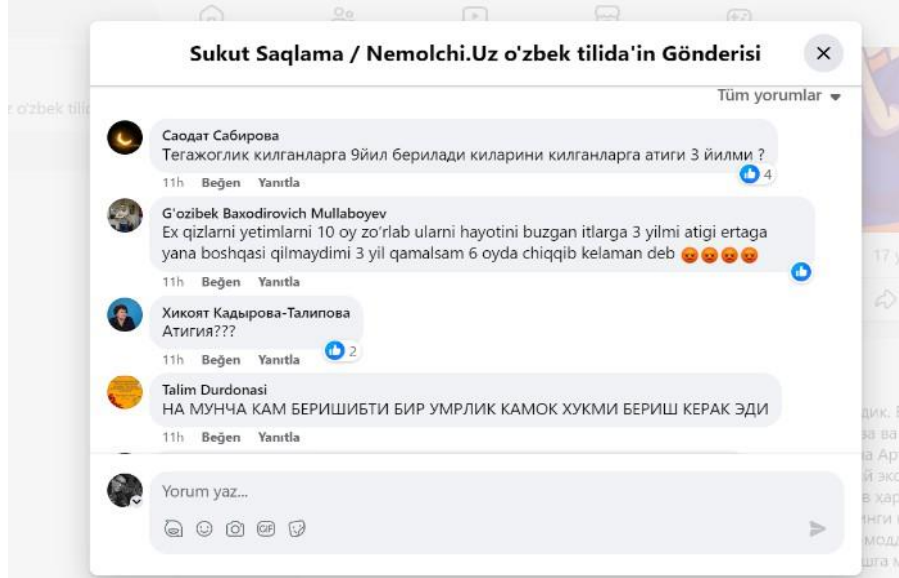 Sukut Saqlama / Nemolchi.Uz o'zbek tilida'in Gönderisi
Tüm yorumlar
Саодат Сабирова
Тегажоглик килганларга 9йил берилади киларини килганларга атиги 3 йилми ?
11h Beğen Yanıtla
4
G'ozibek Baxodirovich Mullaboyev
Ex qizlarni yetimlarni 10 oy zo'rlab ularni hayotini buzgan itlarga 3 yilmi atigi ertaga
yana boshqasi qilmaydimi 3 yil qamalsam 6 oyda chiqqib kelaman deb 😡😡😡😡
11h Beğen Yanıtla
Хикоят Кадырова-Талипова
Атигия???
11h Beğen Yanıtla
2
Talim Durdonasi
НА МУНЧА КАМ БЕРИШИБТИ БИР УМРЛИК КАМОК ХУКМИ БЕРИШ КЕРАК ЭДИ
11h Beğen Yanıtla
Yorum yaz...
GIF